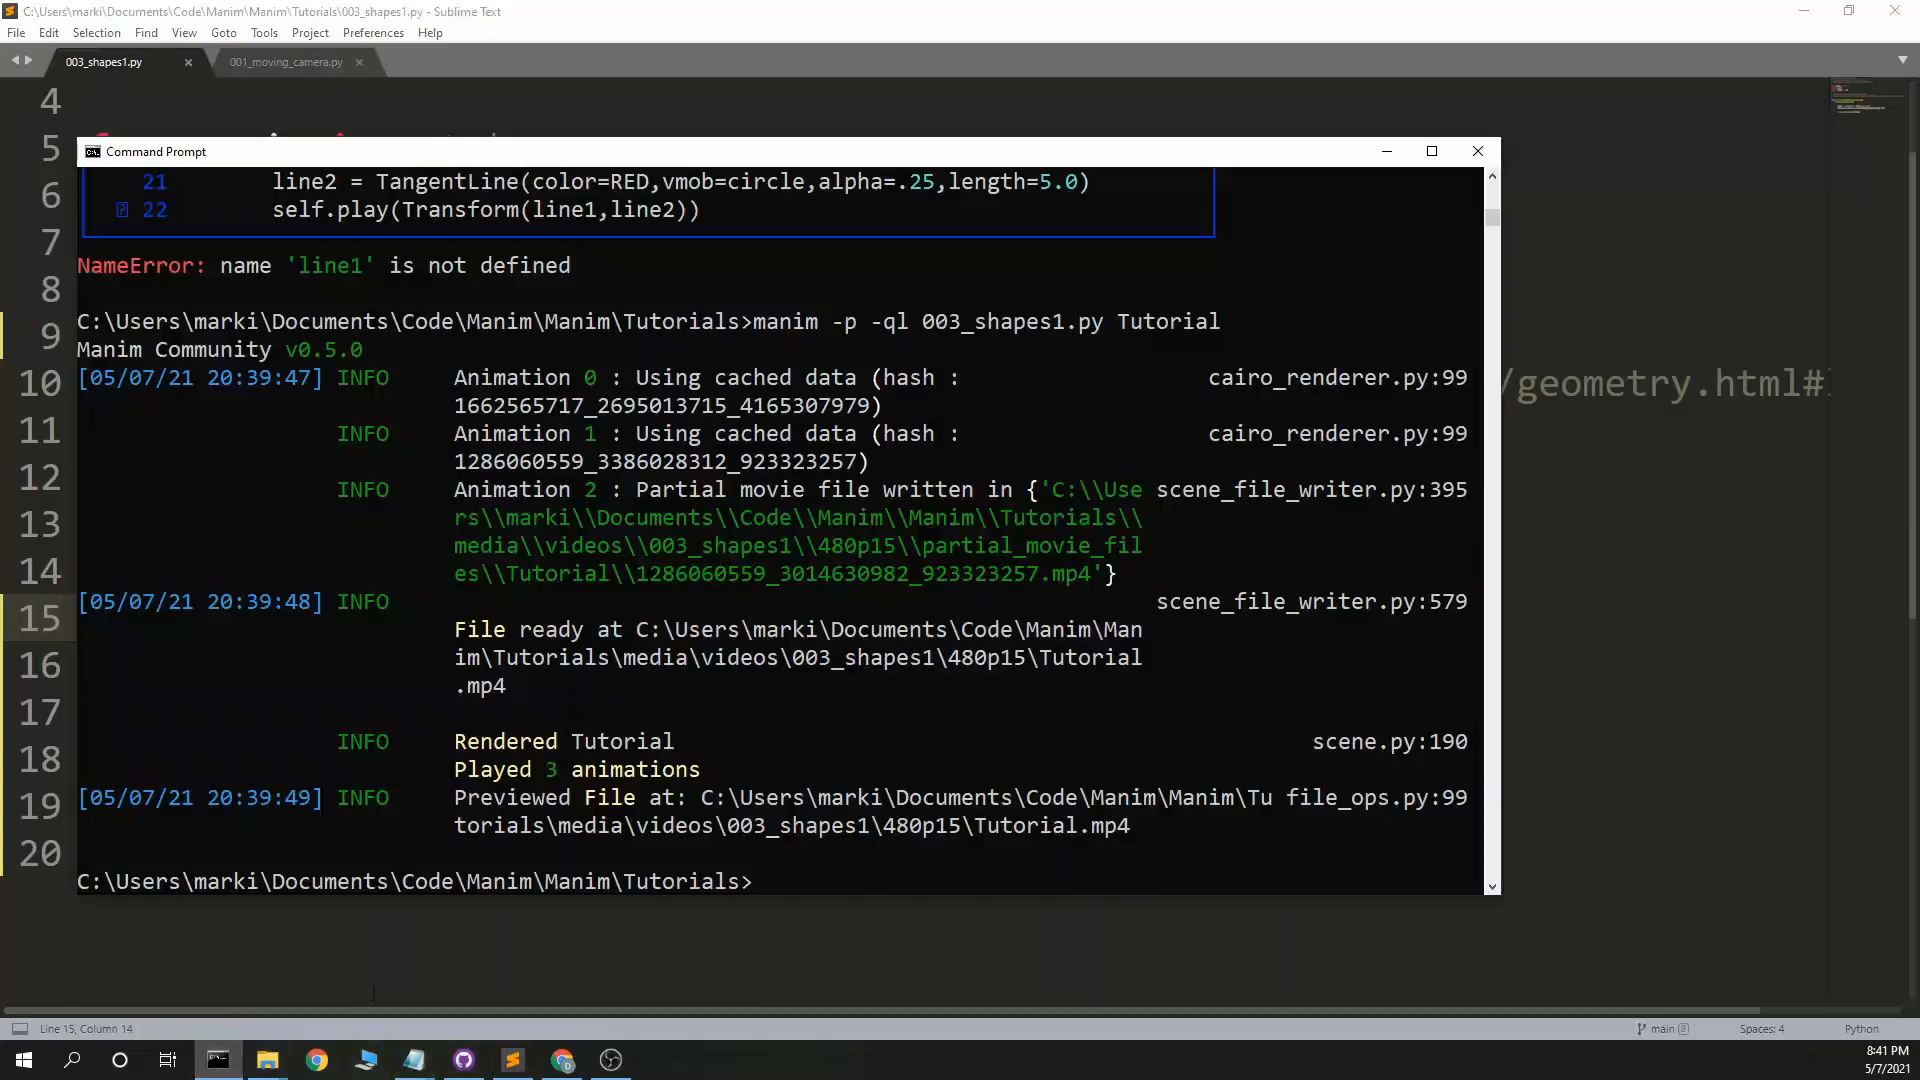 C:\Users\marki\Documents\Code\Manim\Manim\Tutorials\003_shapes1.py - Sublime Text
File Edit Selection Find View Goto Tools Project Preferences Help
003_shapes1.py 001_moving_camera.py
4
5
6
7
8
9
10
11
12
13
14
15
16
17
18
19
20
/geometry.html#
Command Prompt
21 line2 = TangentLine(color=RED,vmob=circle,alpha=.25,length=5.0)
22 self.play(Transform(line1,line2))
NameError: name 'line1' is not defined
C:\Users\marki\Documents\Code\Manim\Manim\Tutorials>manim -p -ql 003_shapes1.py Tutorial
Manim Community v0.5.0
[05/07/21 20:39:47] INFO Animation 0 : Using cached data (hash : cairo_renderer.py:99
1662565717_2695013715_4165307979)
INFO Animation 1 : Using cached data (hash : cairo_renderer.py:99
1286060559_3386028312_923323257)
INFO Animation 2 : Partial movie file written in {'C:\\Use scene_file_writer.py:395
rs\\marki\\Documents\\Code\\Manim\\Manim\\Tutorials\\
media\\videos\\003_shapes1\\480p15\\partial_movie_fil
es\\Tutorial\\1286060559_3014630982_923323257.mp4'}
[05/07/21 20:39:48] INFO scene_file_writer.py:579
File ready at C:\Users\marki\Documents\Code\Manim\Man
im\Tutorials\media\videos\003_shapes1\480p15\Tutorial
.mp4
INFO Rendered Tutorial scene.py:190
Played 3 animations
[05/07/21 20:39:49] INFO Previewed File at: C:\Users\marki\Documents\Code\Manim\Manim\Tu file_ops.py:99
torials\media\videos\003_shapes1\480p15\Tutorial.mp4
C:\Users\marki\Documents\Code\Manim\Manim\Tutorials>
Line 15, Column 14 main 8 Spaces: 4 Python
8:41 PM
5/7/2021